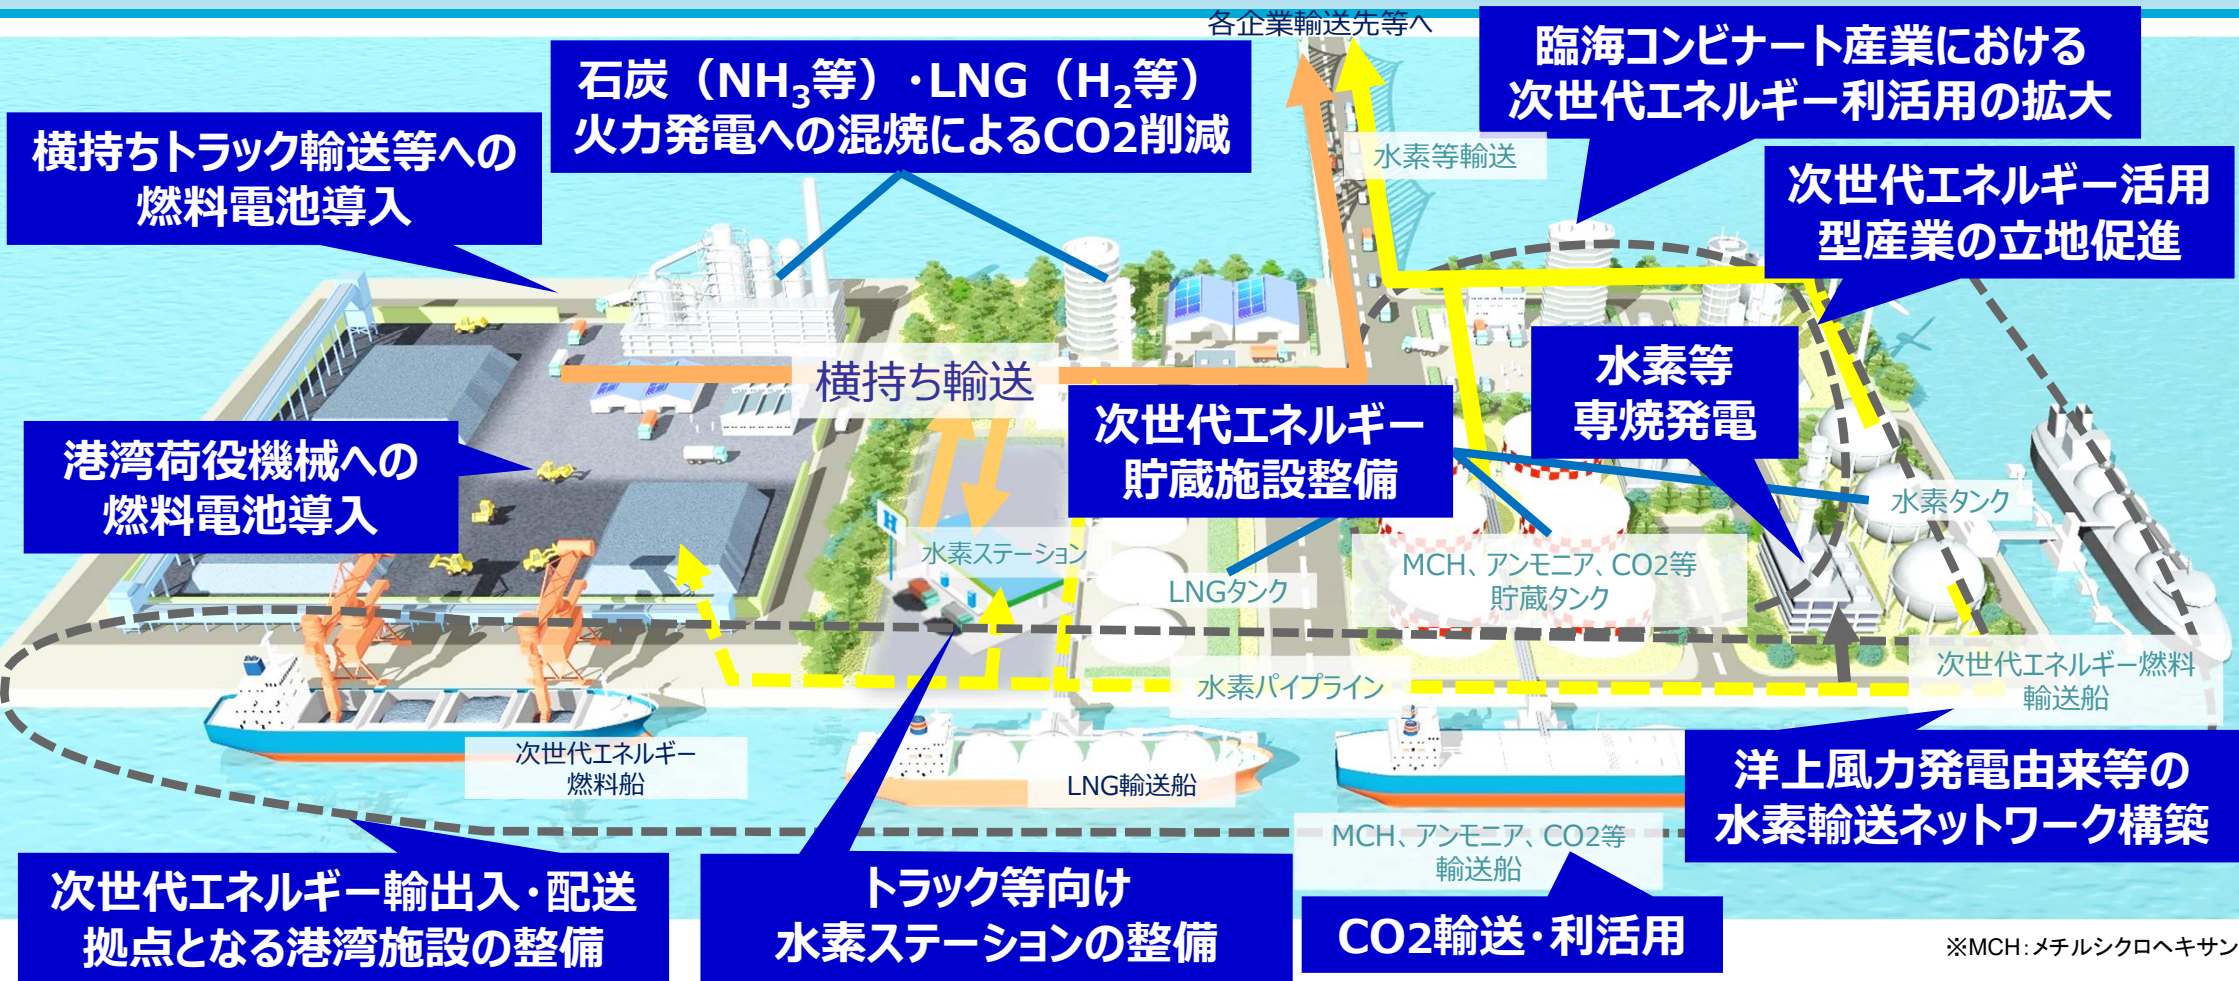 各企業輸送先等へ
石炭（NH3等）・LNG（H2等）
火力発電への混焼によるCO2削減
臨海コンビナート産業における
次世代エネルギー利活用の拡大
横持ちトラック輸送等への
燃料電池導入
水素等輸送
次世代エネルギー活用
型産業の立地促進
横持ち輸送
水素等
専焼発電
次世代エネルギー
貯蔵施設整備
港湾荷役機械への
燃料電池導入
水素タンク
H
水素ステーション
LNGタンク
MCH、アンモニア、CO2等
貯蔵タンク
水素パイプライン
次世代エネルギー燃料
輸送船
次世代エネルギー
燃料船
LNG輸送船
洋上風力発電由来等の
水素輸送ネットワーク構築
MCH、アンモニア、CO2等
輸送船
次世代エネルギー輸出入・配送
拠点となる港湾施設の整備
トラック等向け
水素ステーションの整備
CO2輸送・利活用
※MCH：メチルシクロヘキサン